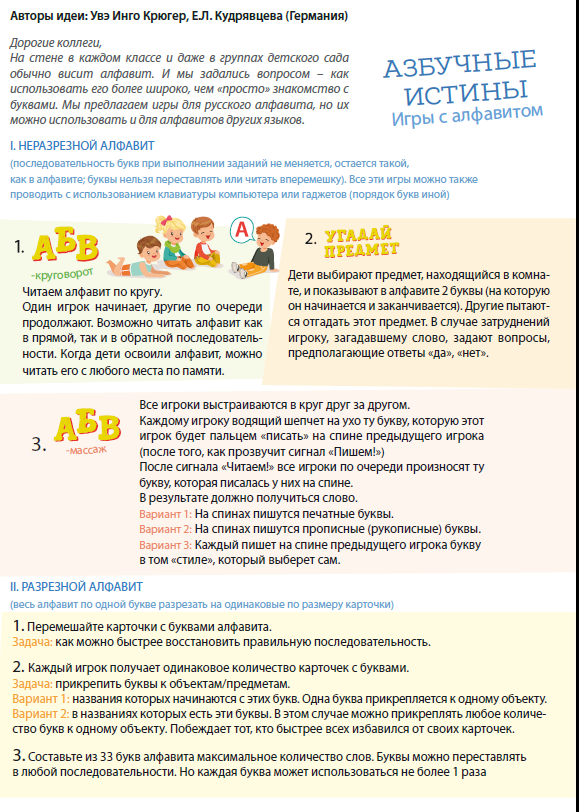 Авторы идеи: Увэ Инго Крюгер, Е.Л. Кудрявцева (Германия)
Дорогие коллеги,
На стене в каждом классе и даже в группах детского сада
обычно висит алфавит. И мы задались вопросом – как
использовать его более широко, чем «просто» знакомство с
буквами. Мы предлагаем игры для русского алфавита, но их
можно использовать и для алфавитов других языков.
АЗБУЧНЫЕ
ИСТИНЫ
Игры с алфавитом
I. НЕРАЗРЕЗНОЙ АЛФАВИТ
(последовательность букв при выполнении заданий не меняется, остается такой,
как в алфавите; буквы нельзя переставлять или читать вперемешку). Все эти игры можно также
проводить с использованием клавиатуры компьютера или гаджетов (порядок букв иной)
1. АБВ
-круговорот
А
Читаем алфавит по кругу.
Один игрок начинает, другие по очереди
продолжают. Возможно читать алфавит как
в прямой, так и в обратной последователь-
ности. Когда дети освоили алфавит, можно
читать его с любого места по памяти.
2. УГАДАЙ
ПРЕДМЕТ
Дети выбирают предмет, находящийся в комна-
те, и показывают в алфавите 2 буквы (на которую
он начинается и заканчивается). Другие пытают-
ся отгадать этот предмет. В случае затруднений
игроку, загадавшему слово, задают вопросы,
предполагающие ответы «да», «нет».
3. АБВ
-массаж
Все игроки выстраиваются в круг друг за другом.
Каждому игроку водящий шепчет на ухо ту букву, которую этот
игрок будет пальцем «писать» на спине предыдущего игрока
(после того, как прозвучит сигнал «Пишем!»)
После сигнала «Читаем!» все игроки по очереди произносят ту
букву, которая писалась у них на спине.
В результате должно получиться слово.
Вариант 1: На спинах пишутся печатные буквы.
Вариант 2: На спинах пишутся прописные (рукописные) буквы.
Вариант 3: Каждый пишет на спине предыдущего игрока букву
в том «стиле», который выберет сам.
II. РАЗРЕЗНОЙ АЛФАВИТ
(весь алфавит по одной букве разрезать на одинаковые по размеру карточки)
1. Перемешайте карточки с буквами алфавита.
Задача: как можно быстрее восстановить правильную последовательность.
2. Каждый игрок получает одинаковое количество карточек с буквами.
Задача: прикрепить буквы к объектам/предметам.
Вариант 1: названия которых начинаются с этих букв. Одна буква прикрепляется к одному объекту.
Вариант 2: в названиях которых есть эти буквы. В этом случае можно прикреплять любое количе-
ство букв к одному объекту. Побеждает тот, кто быстрее всех избавился от своих карточек.
3. Составьте из 33 букв алфавита максимальное количество слов. Буквы можно переставлять
в любой последовательности. Но каждая буква может использоваться не более 1 раза